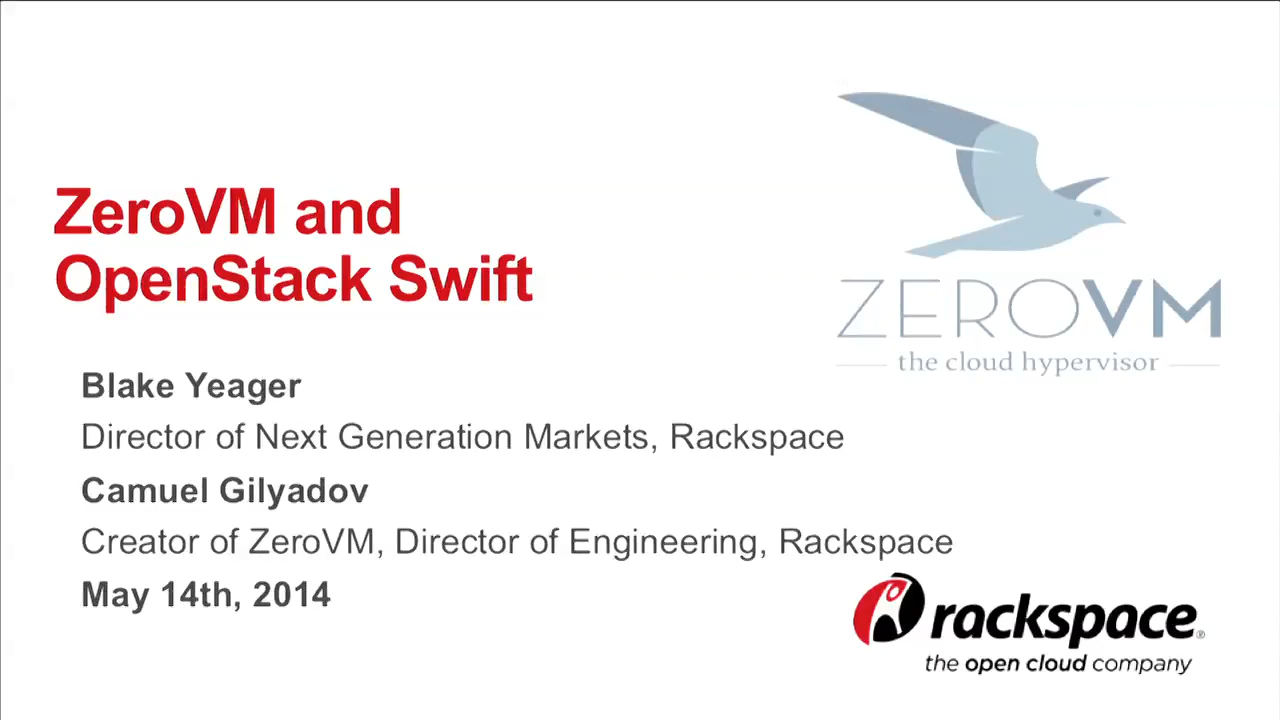 ZeroVM and
OpenStack Swift
ZEROVM
the cloud hypervisor
Blake Yeager
Director of Next Generation Markets, Rackspace
Camuel Gilyadov
Creator of ZeroVM, Director of Engineering, Rackspace
May 14th, 2014
rackspace®
the open cloud company